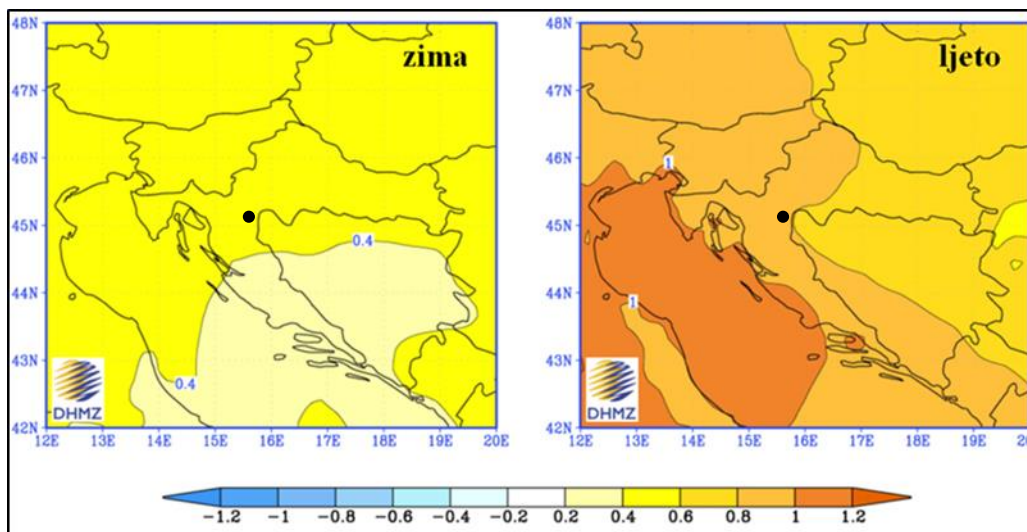 48N
zima
47N
46N
45N
0.4
44N
43N
0.4
DHMZ
42N
12E 13E 14E 15E 16E 17E 18E 19E 20E
48N
ljeto
47N
46N
1
45N
44N
1
43N
DHMZ
42N
12E 13E 14E 15E 16E 17E 18E 19E 20
-1.2 -1 -0.8 -0.6 -0.4 -0.2 0.2 0.4 0.6 0.8 1 1.2